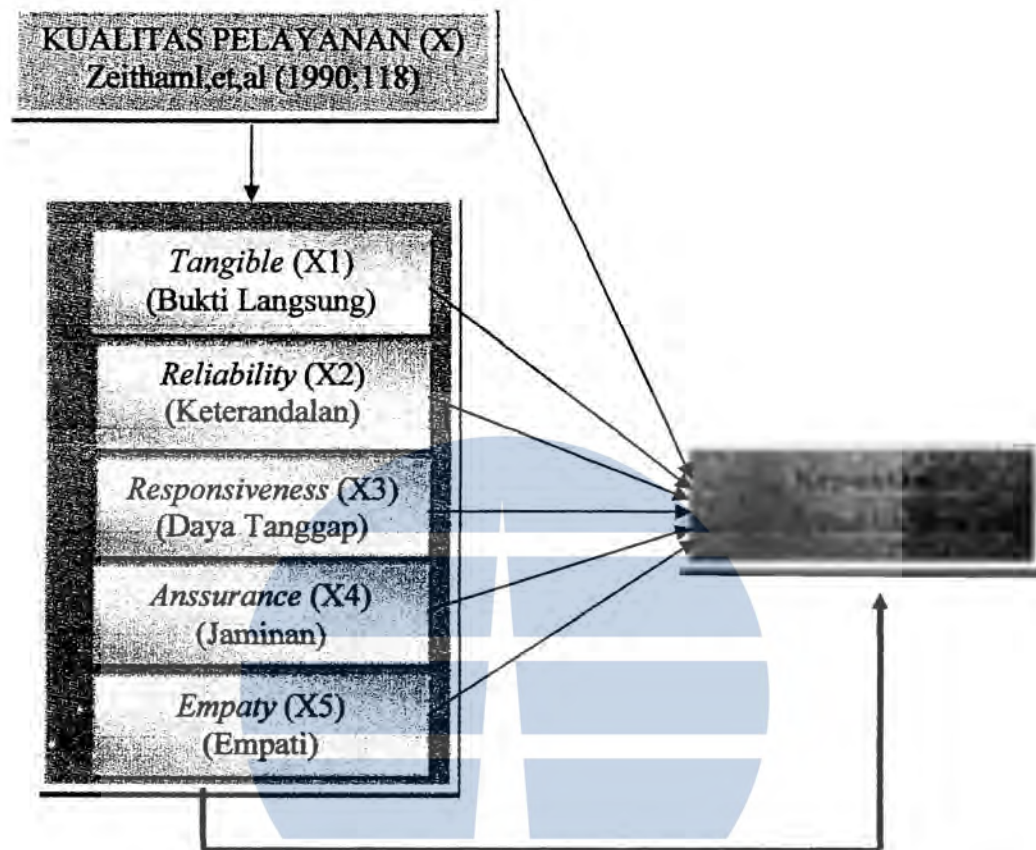 KUALITAS PELAYANAN (X)
Zeithaml,et,al (1990;118)
Tangible (X1)
(Bukti Langsung)
Reliability (X2)
(Keterandalan)
Responsiveness (X3)
(Daya Tanggap)
Anssurance (X4)
(Jaminan)
Empaty (X5)
(Empati)